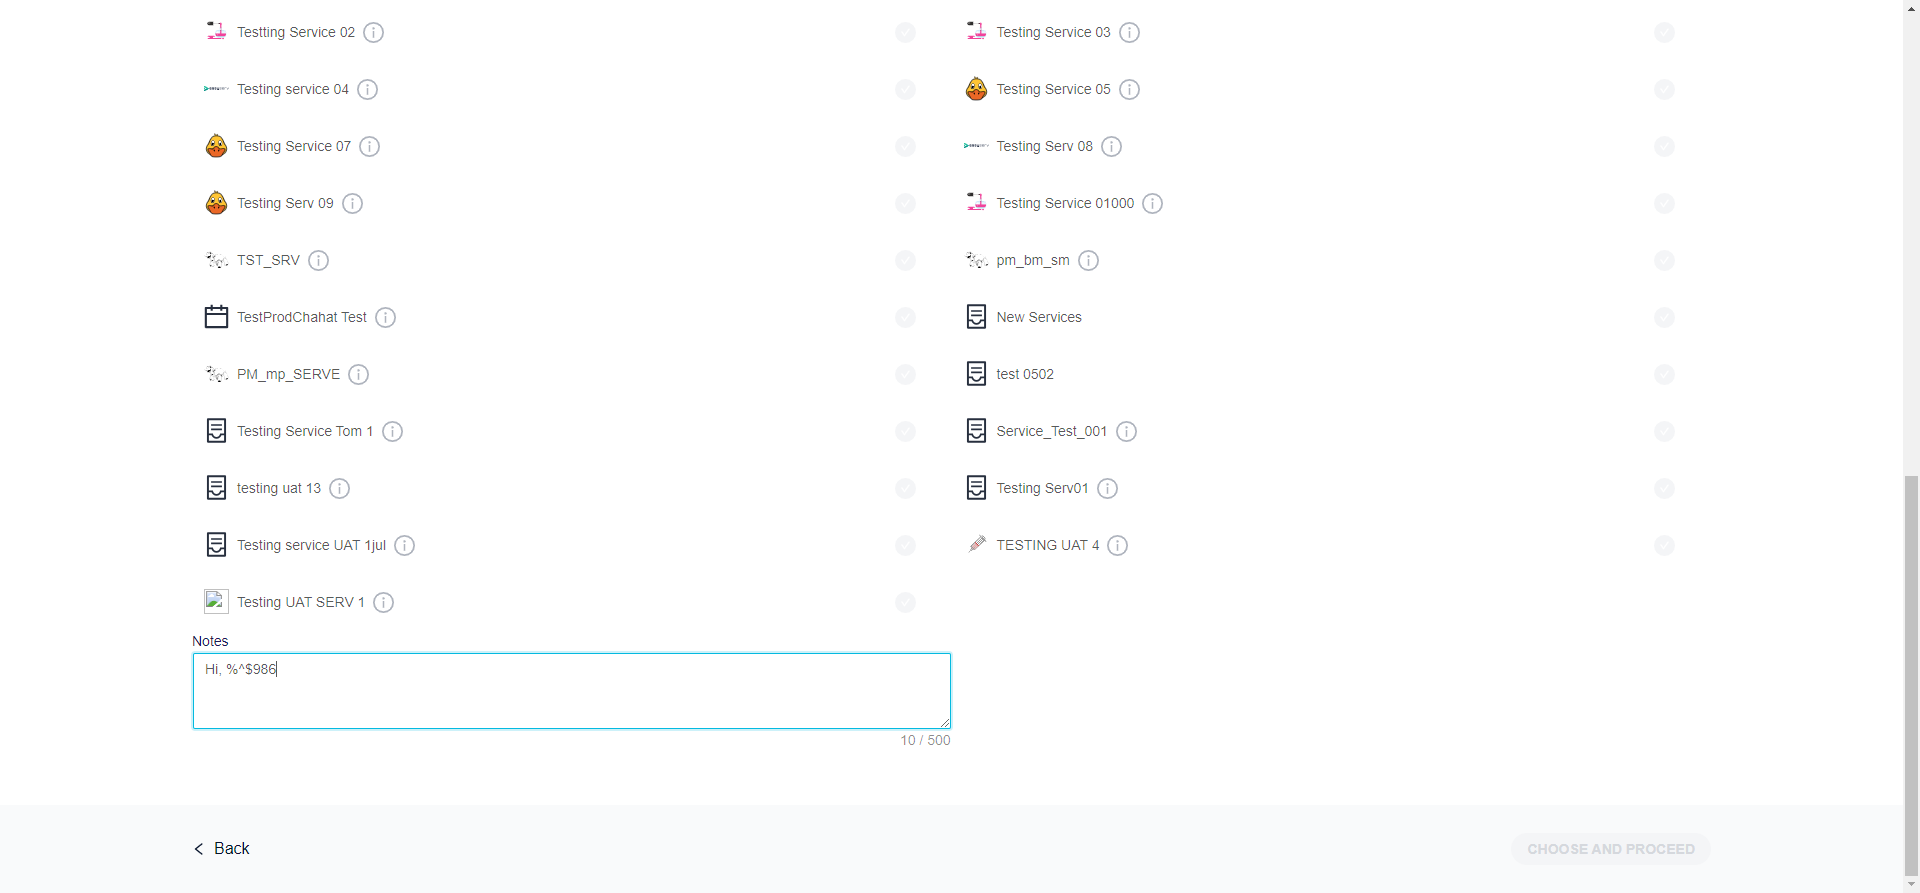 Testting Service 02
Testing Service 03
Testing service 04
Testing Service 05
Testing Service 07
Testing Serv 08
Testing Serv 09
Testing Service 01000
TST_SRV
pm_bm_sm
TestProdChahat Test
New Services
PM_mp_SERVE
test 0502
Testing Service Tom 1
Service_Test_001
testing uat 13
Testing Serv01
Testing service UAT 1jul
TESTING UAT 4
Testing UAT SERV 1
Notes
Hi, %^$986
10 / 500
Back
CHOOSE AND PROCEED